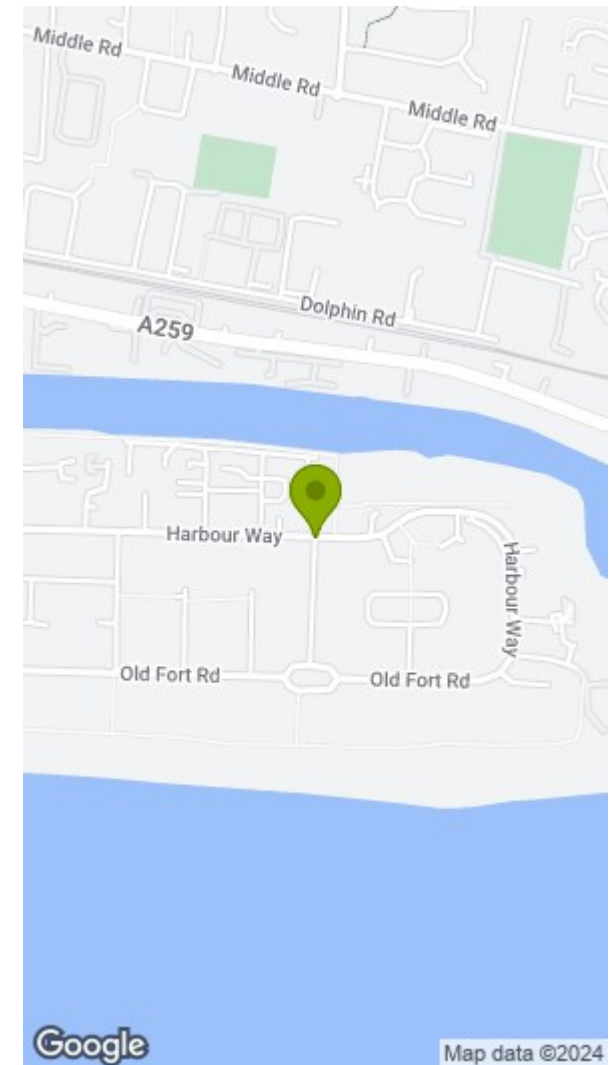 Middle Rd
Middle Rd
Middle Rd
Dolphin Rd
A259
Harbour Way
Harbour Way
Old Fort Rd
Old Fort Rd
Google
Map data ©2024